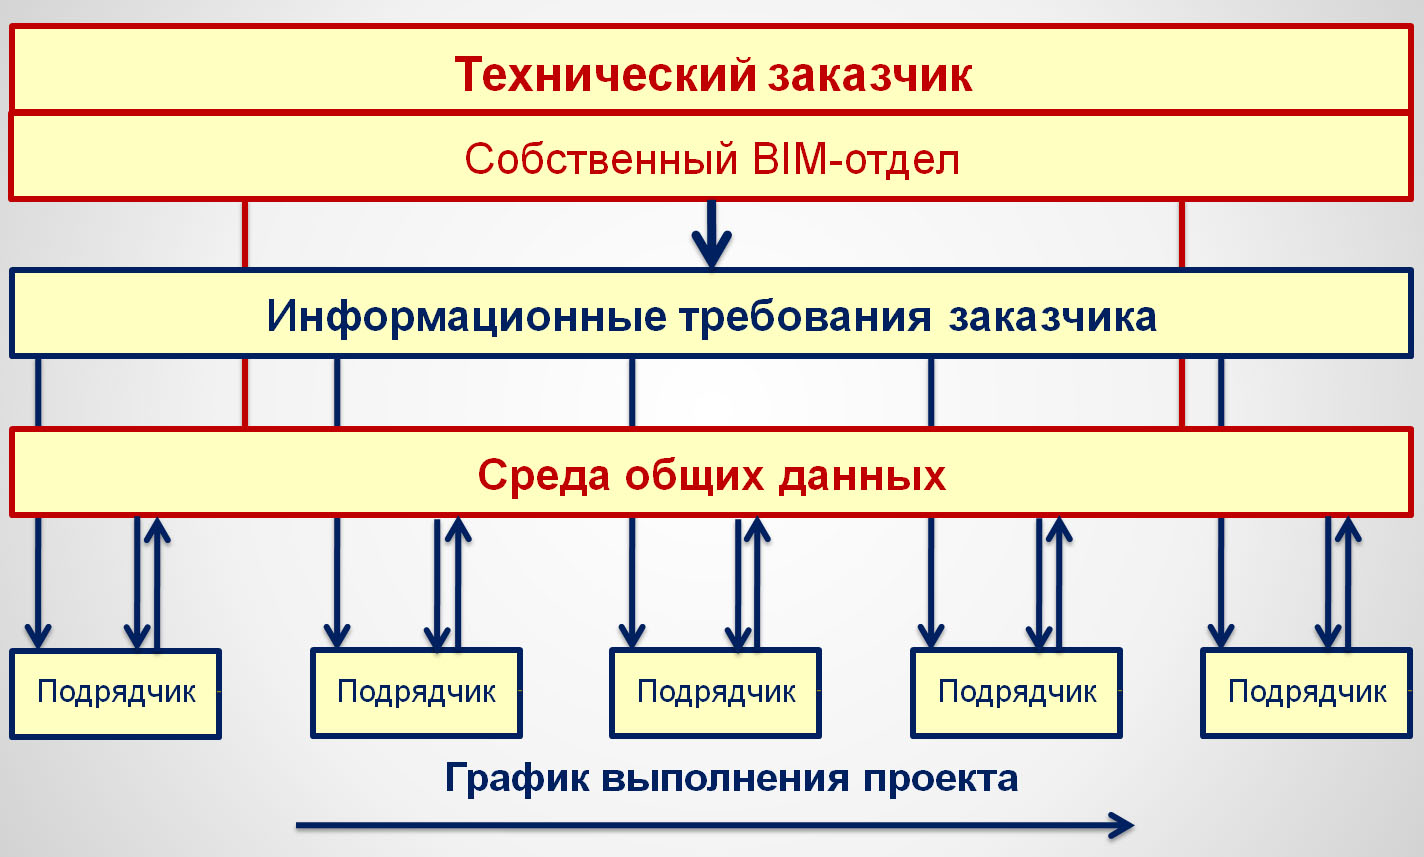 Технический заказчик
Собственный BIM-отдел
Информационные требования заказчика
Среда общих данных
Подрядчик
Подрядчик
Подрядчик
Подрядчик
Подрядчик
График выполнения проекта